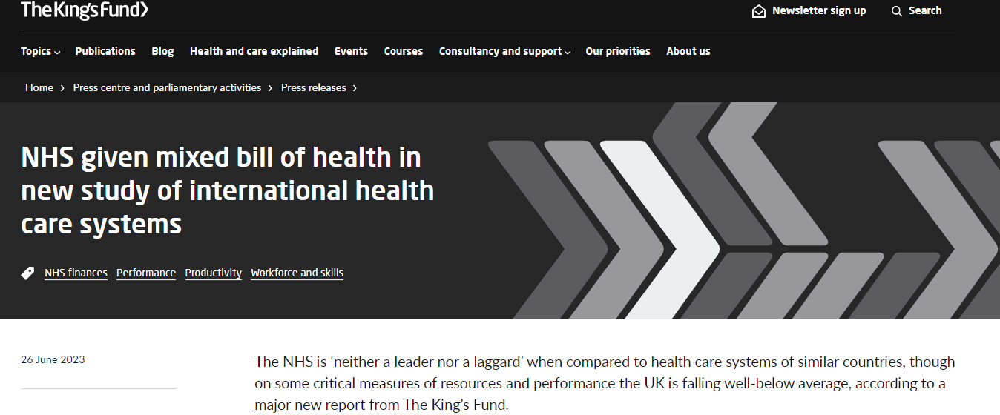 The King's Fund
Newsletter sign up
Search
Topics
Publications
Blog
Health and care explained
Events
Courses
Consultancy and support
Our priorities
About us
Home
Press centre and parliamentary activities
Press releases
NHS given mixed bill of health in
new study of international health
care systems
NHS finances
Performance
Productivity
Workforce and skills
26 June 2023
The NHS is ‘neither a leader nor a laggard’ when compared to health care systems of similar countries, though
on some critical measures of resources and performance the UK is falling well-below average, according to a
major new report from The King’s Fund.